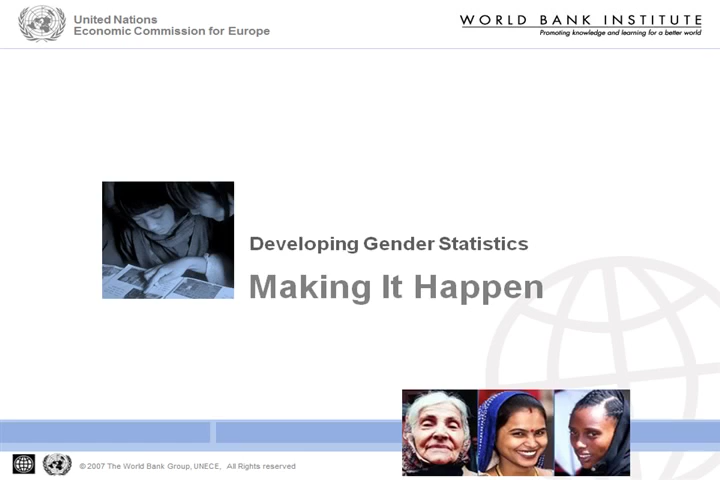 United Nations
Economic Commission for Europe
WORLD BANK INSTITUTE
Promoting knowledge and learning for a better world
Developing Gender Statistics
Making It Happen
© 2007 The World Bank Group, UNECE, All Rights reserved